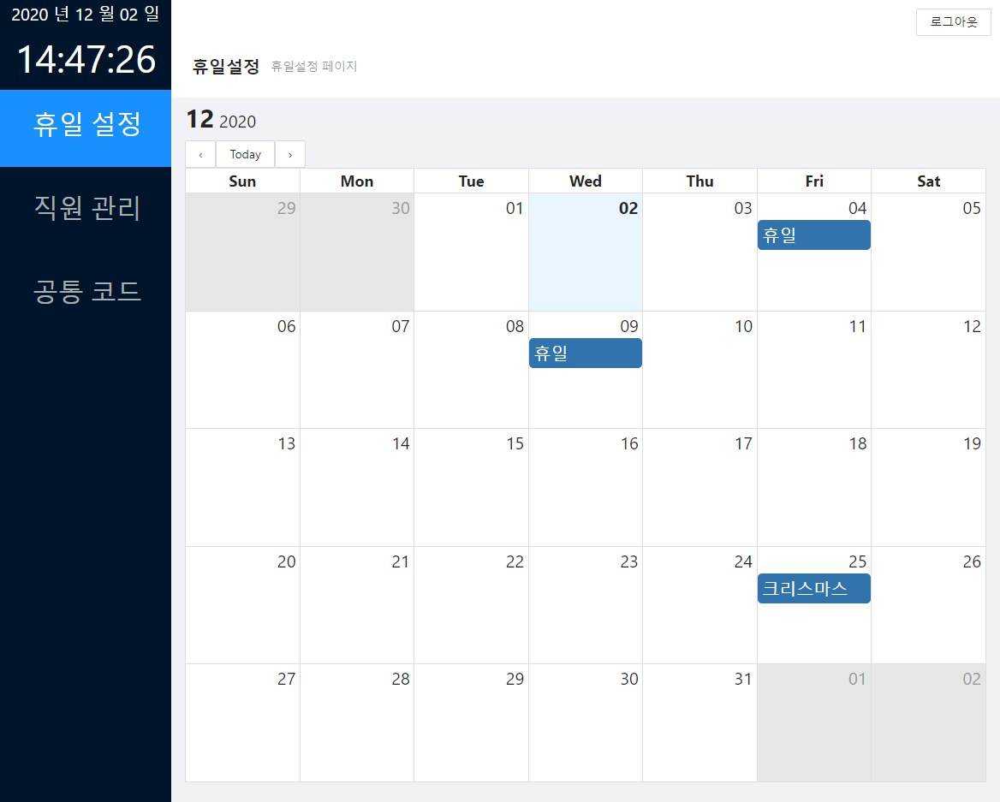 2020 년 12 월 02 일
14:47:26
휴일 설정
직원 관리
공통 코드
로그아웃
휴일설정 휴일설정 페이지
12 2020
‹ Today ›
Sun Mon Tue Wed Thu Fri Sat
29 30 01 02 03 04 05
휴일
06 07 08 09 10 11 12
휴일
13 14 15 16 17 18 19
20 21 22 23 24 25 26
크리스마스
27 28 29 30 31 01 02